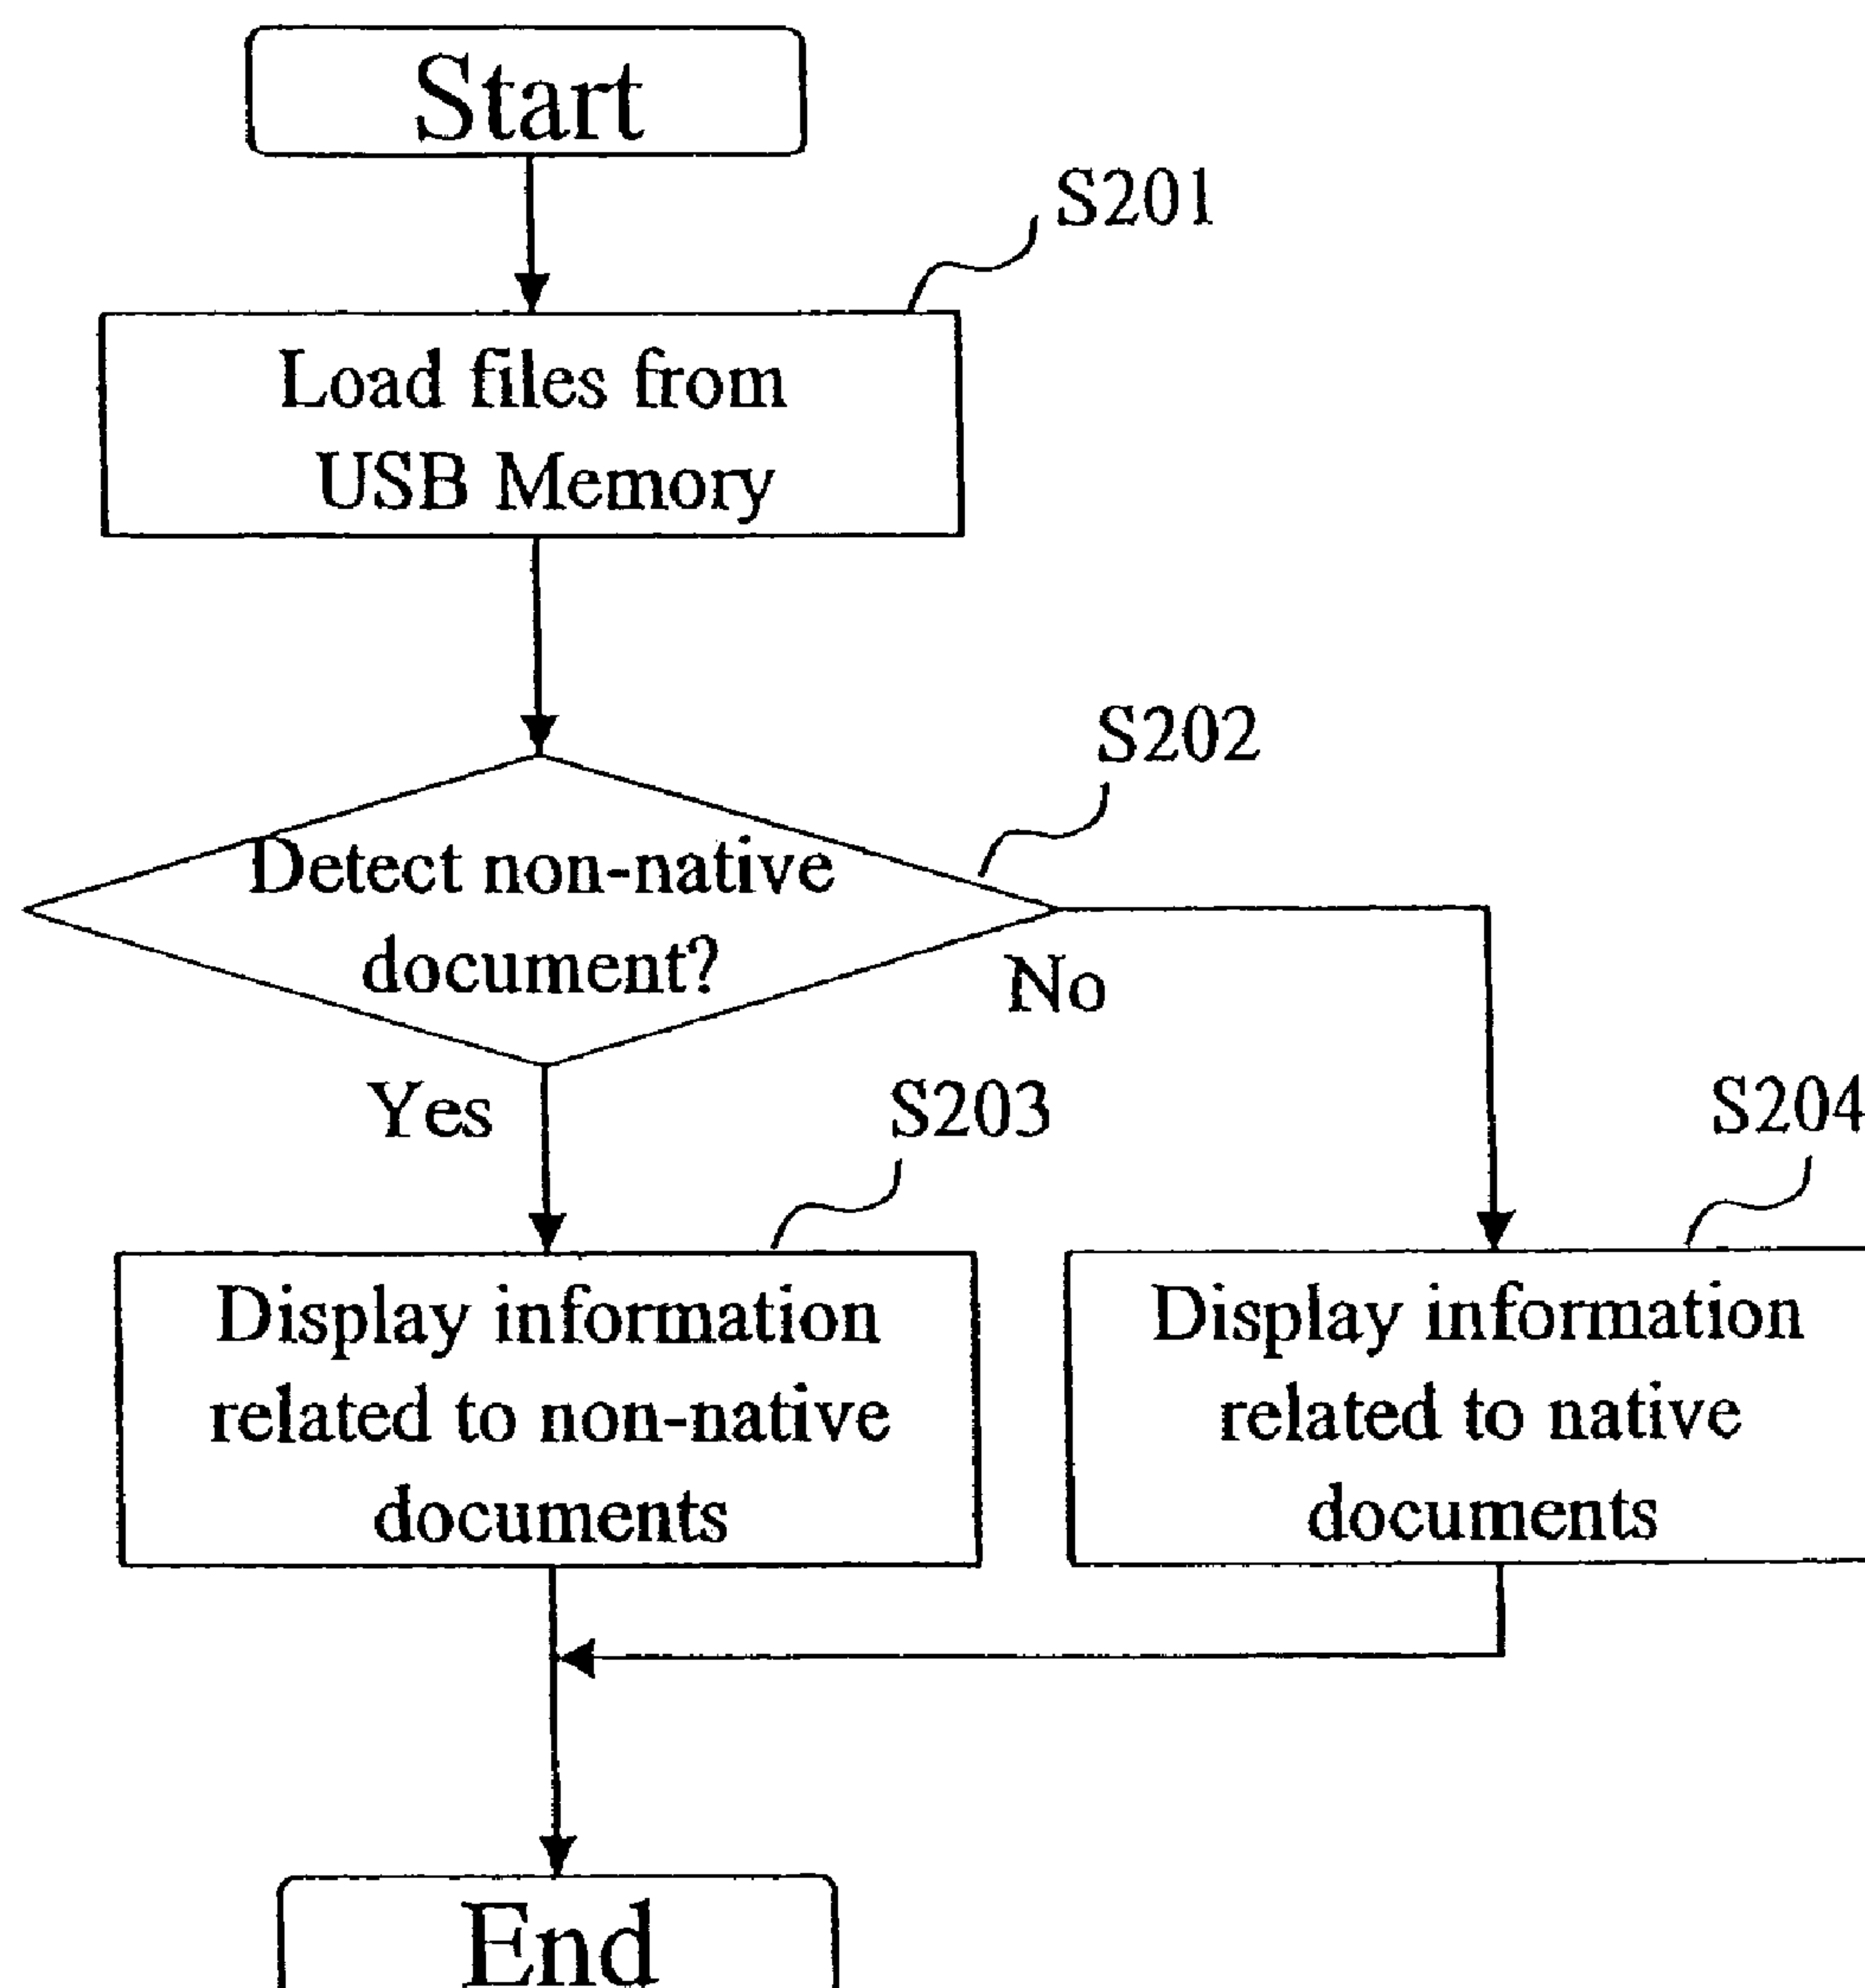 Start
S201
Load files from
USB Memory
S202
Detect non-native
document?
No
Yes
S203
S204
Display information
related to non-native
documents
Display information
related to native
documents
End